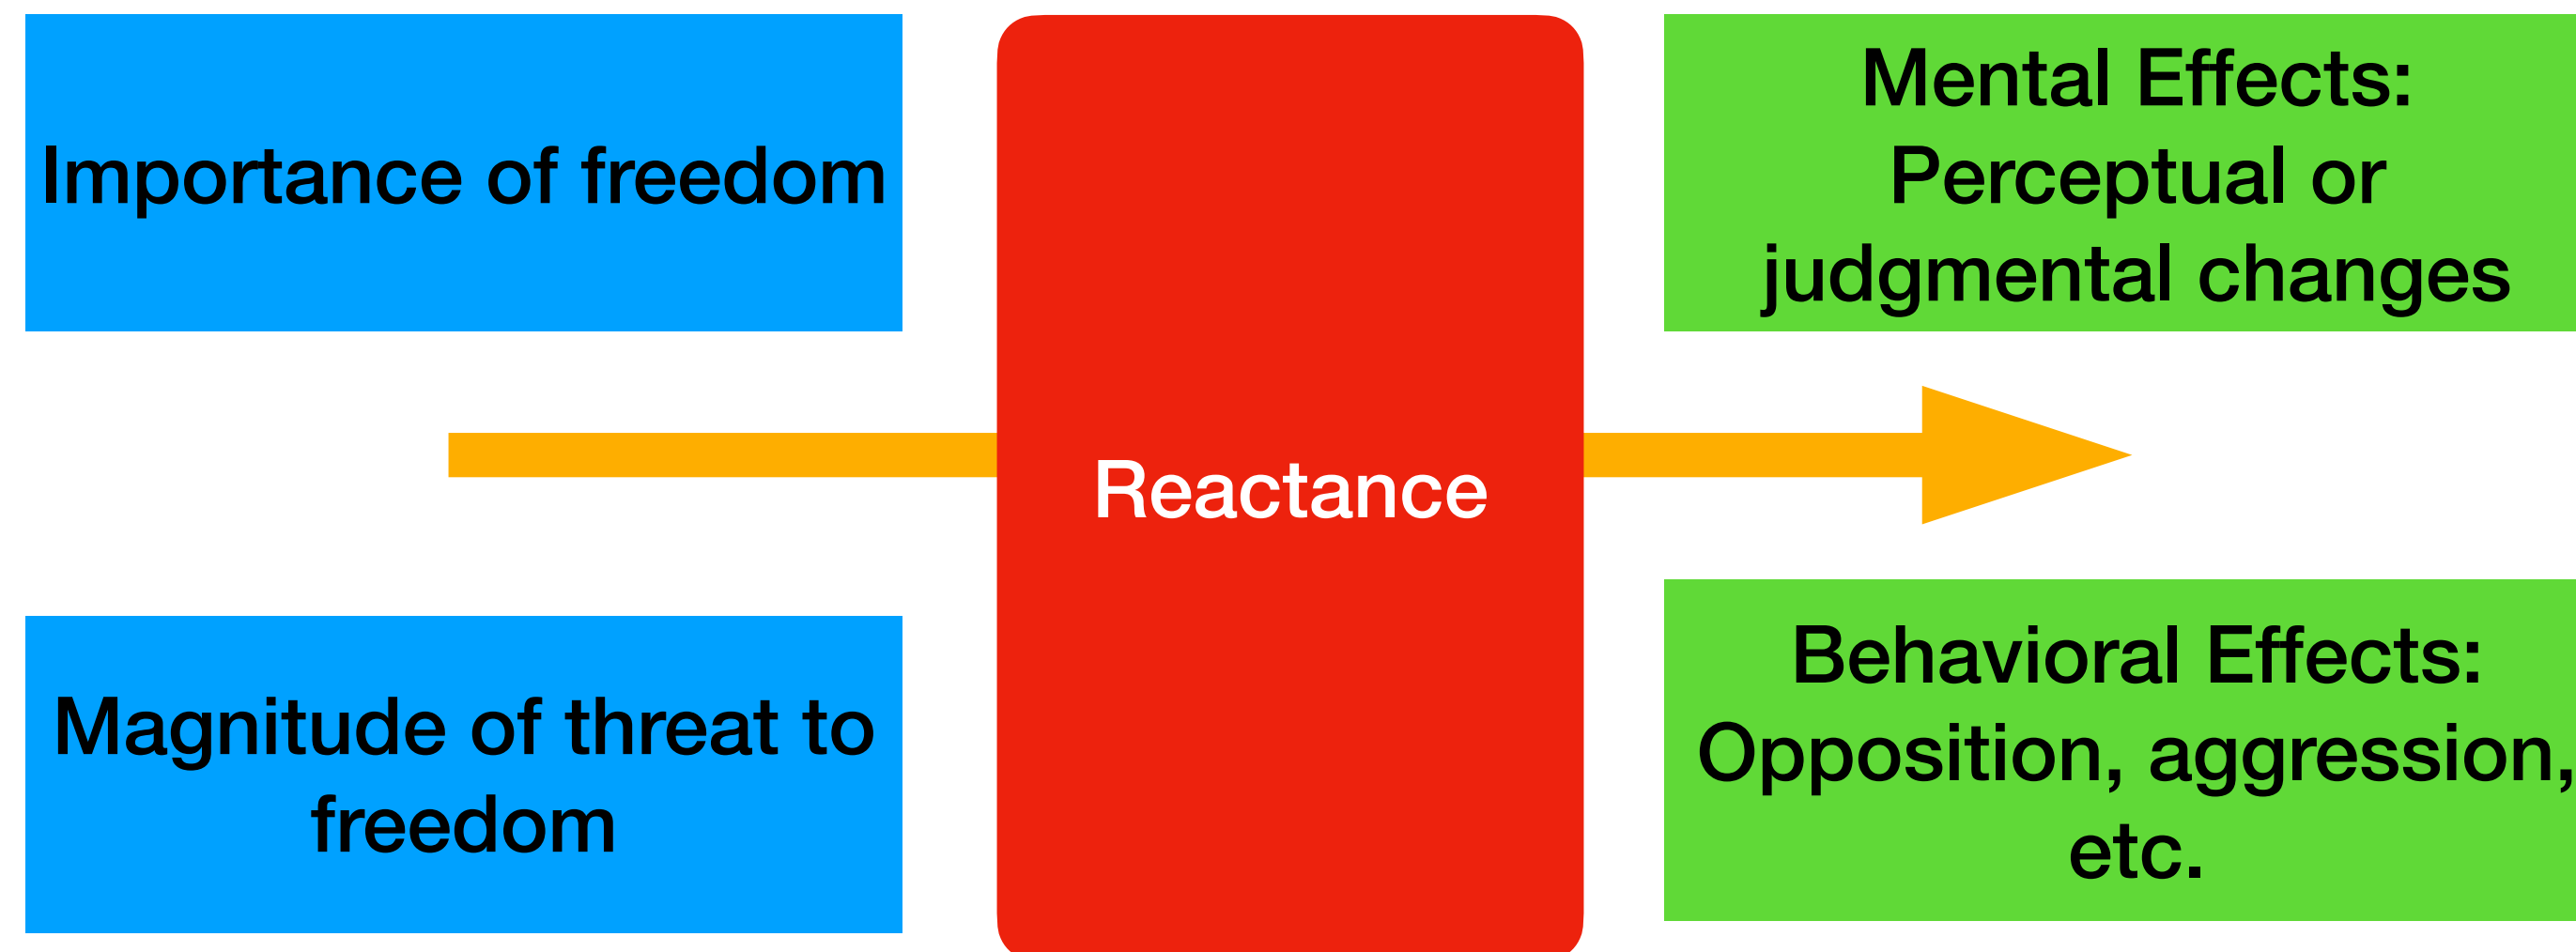 Importance of freedom
Magnitude of threat to
freedom
Reactance
Mental Effects:
Perceptual or
judgmental changes
Behavioral Effects:
Opposition, aggression,
etc.